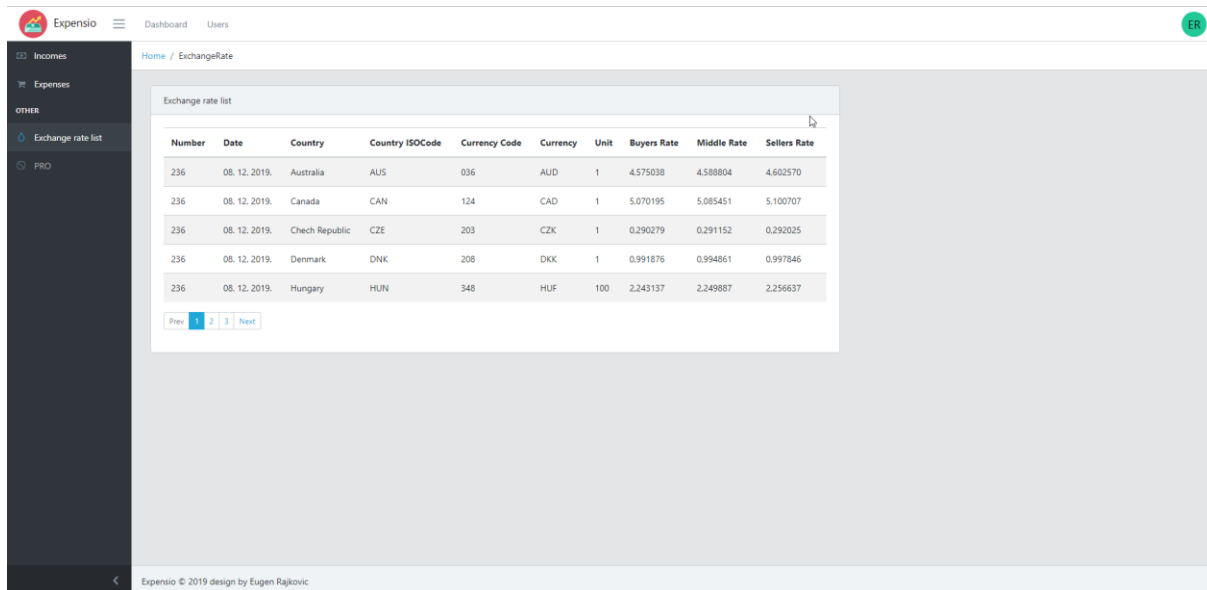 Expensio Dashboard Users ER
Incomes
Expenses
OTHER
Exchange rate list
PRO
Home / ExchangeRate
Exchange rate list
Number Date Country Country ISOCode Currency Code Currency Unit Buyers Rate Middle Rate Sellers Rate
236 08. 12. 2019. Australia AUS 036 AUD 1 4,575038 4,588804 4,602570
236 08. 12. 2019. Canada CAN 124 CAD 1 5,070195 5,085451 5,100707
236 08. 12. 2019. Chech Republic CZE 203 CZK 1 0,290279 0,291152 0,292025
236 08. 12. 2019. Denmark DNK 208 DKK 1 0,991876 0,994861 0,997846
236 08. 12. 2019. Hungary HUN 348 HUF 100 2,243137 2,249887 2,256637
Prev 1 2 3 Next
Expensio © 2019 design by Eugen Rajkovic